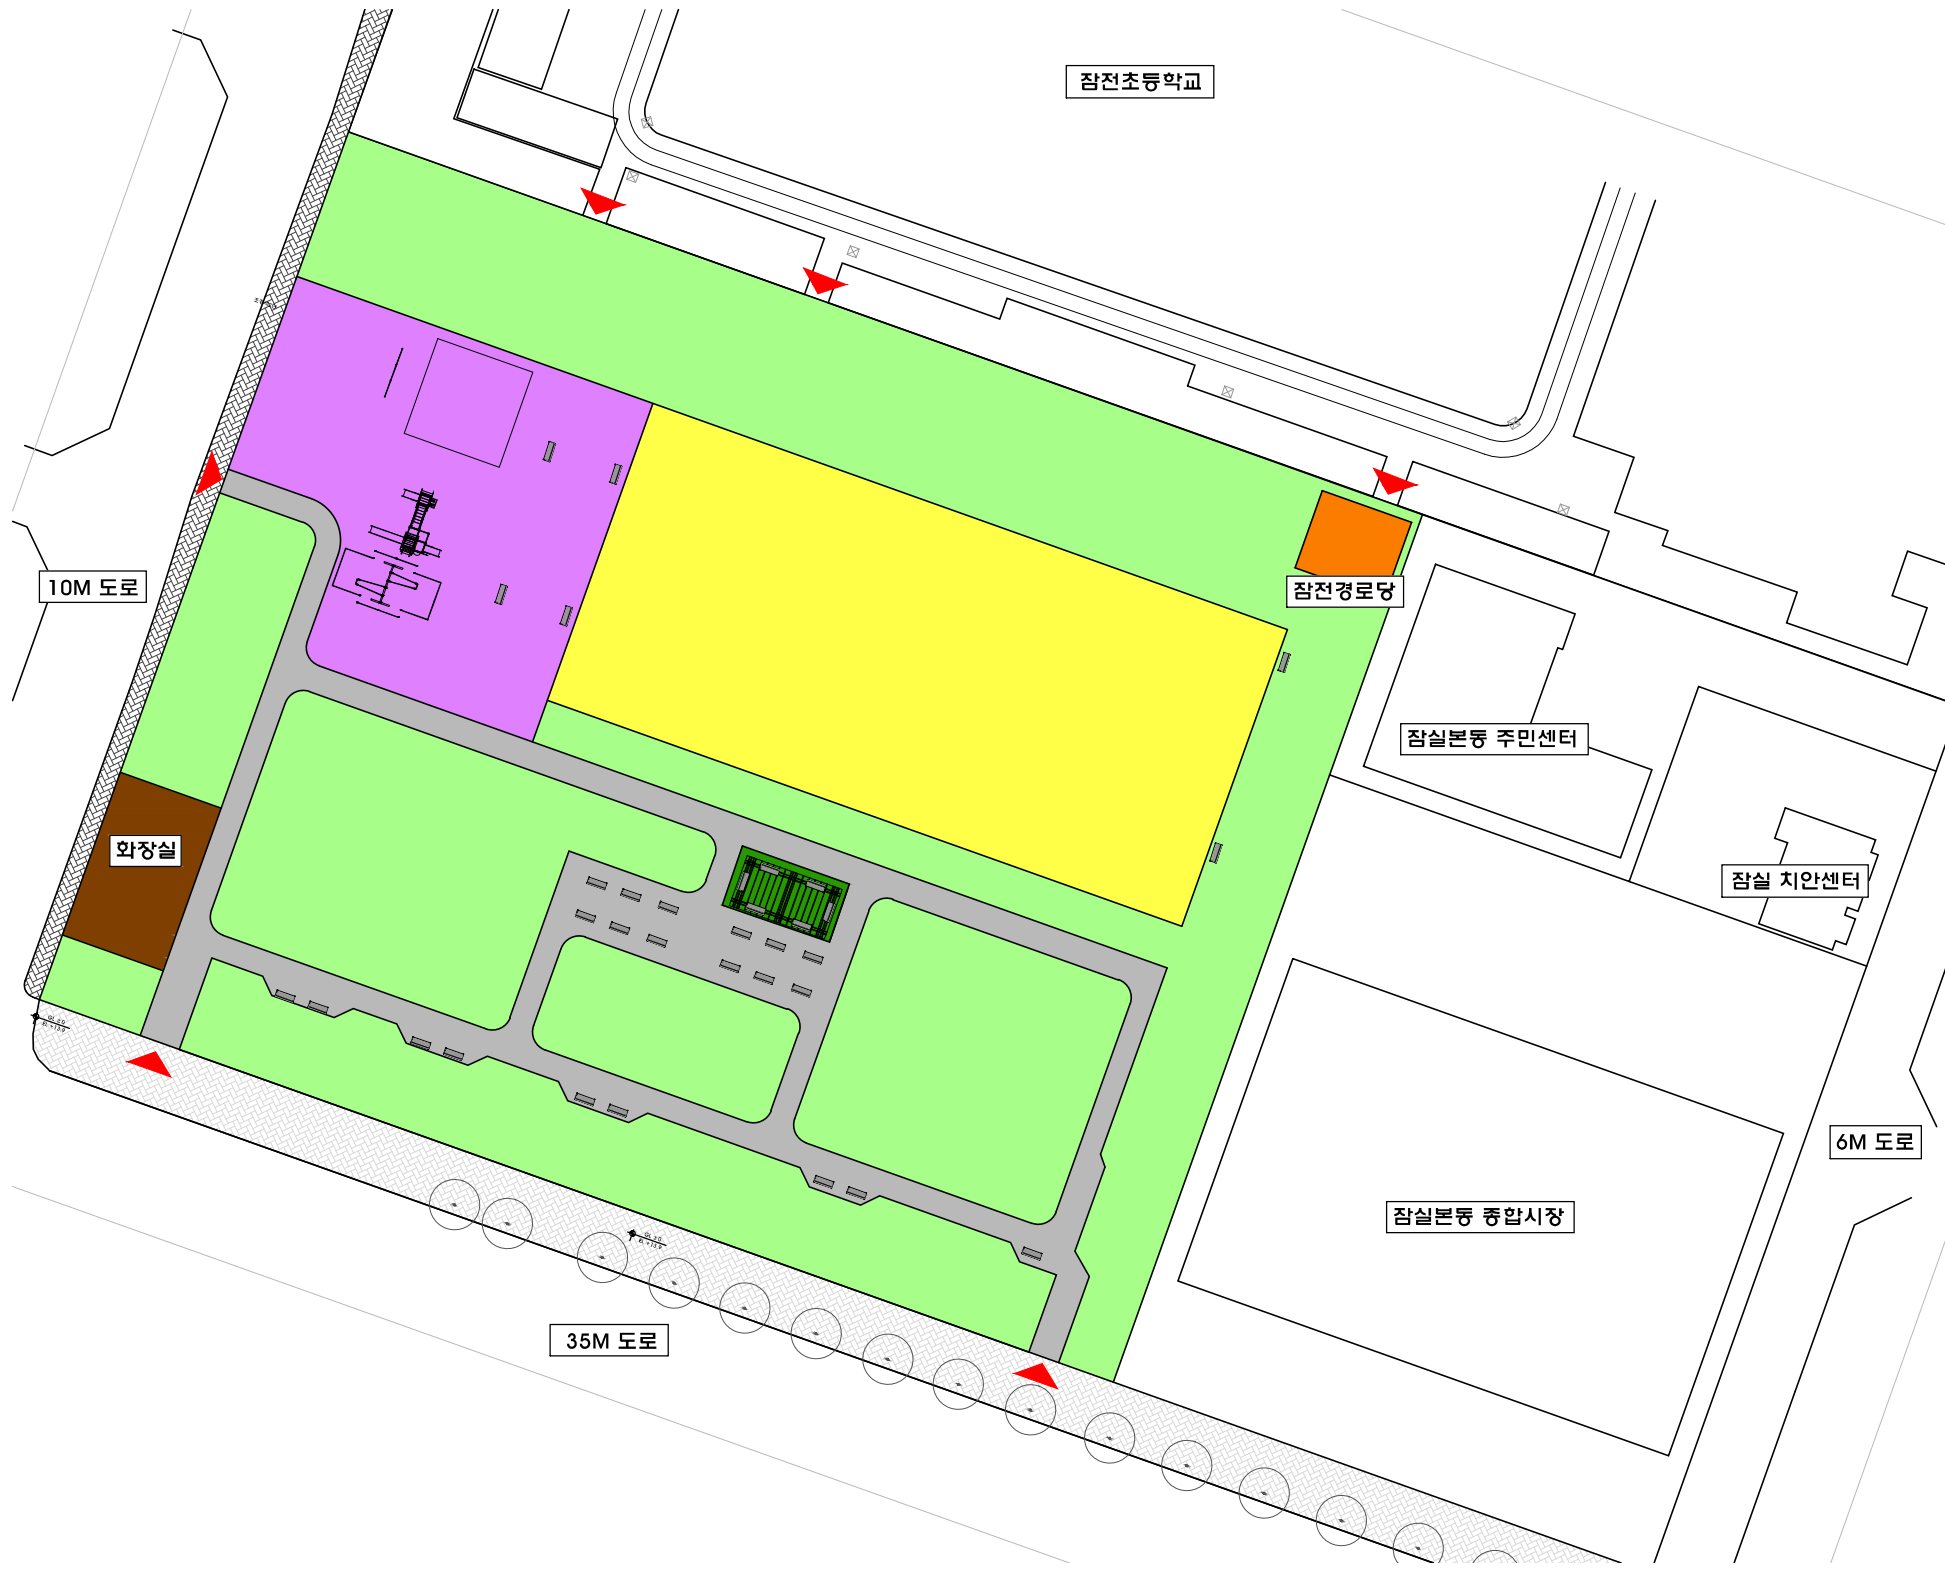 잠전초등학교
10M 도로
잠전경로당
잠실본동 주민센터
화장실
잠실 치안센터
6M 도로
잠실본동 종합시장
35M 도로